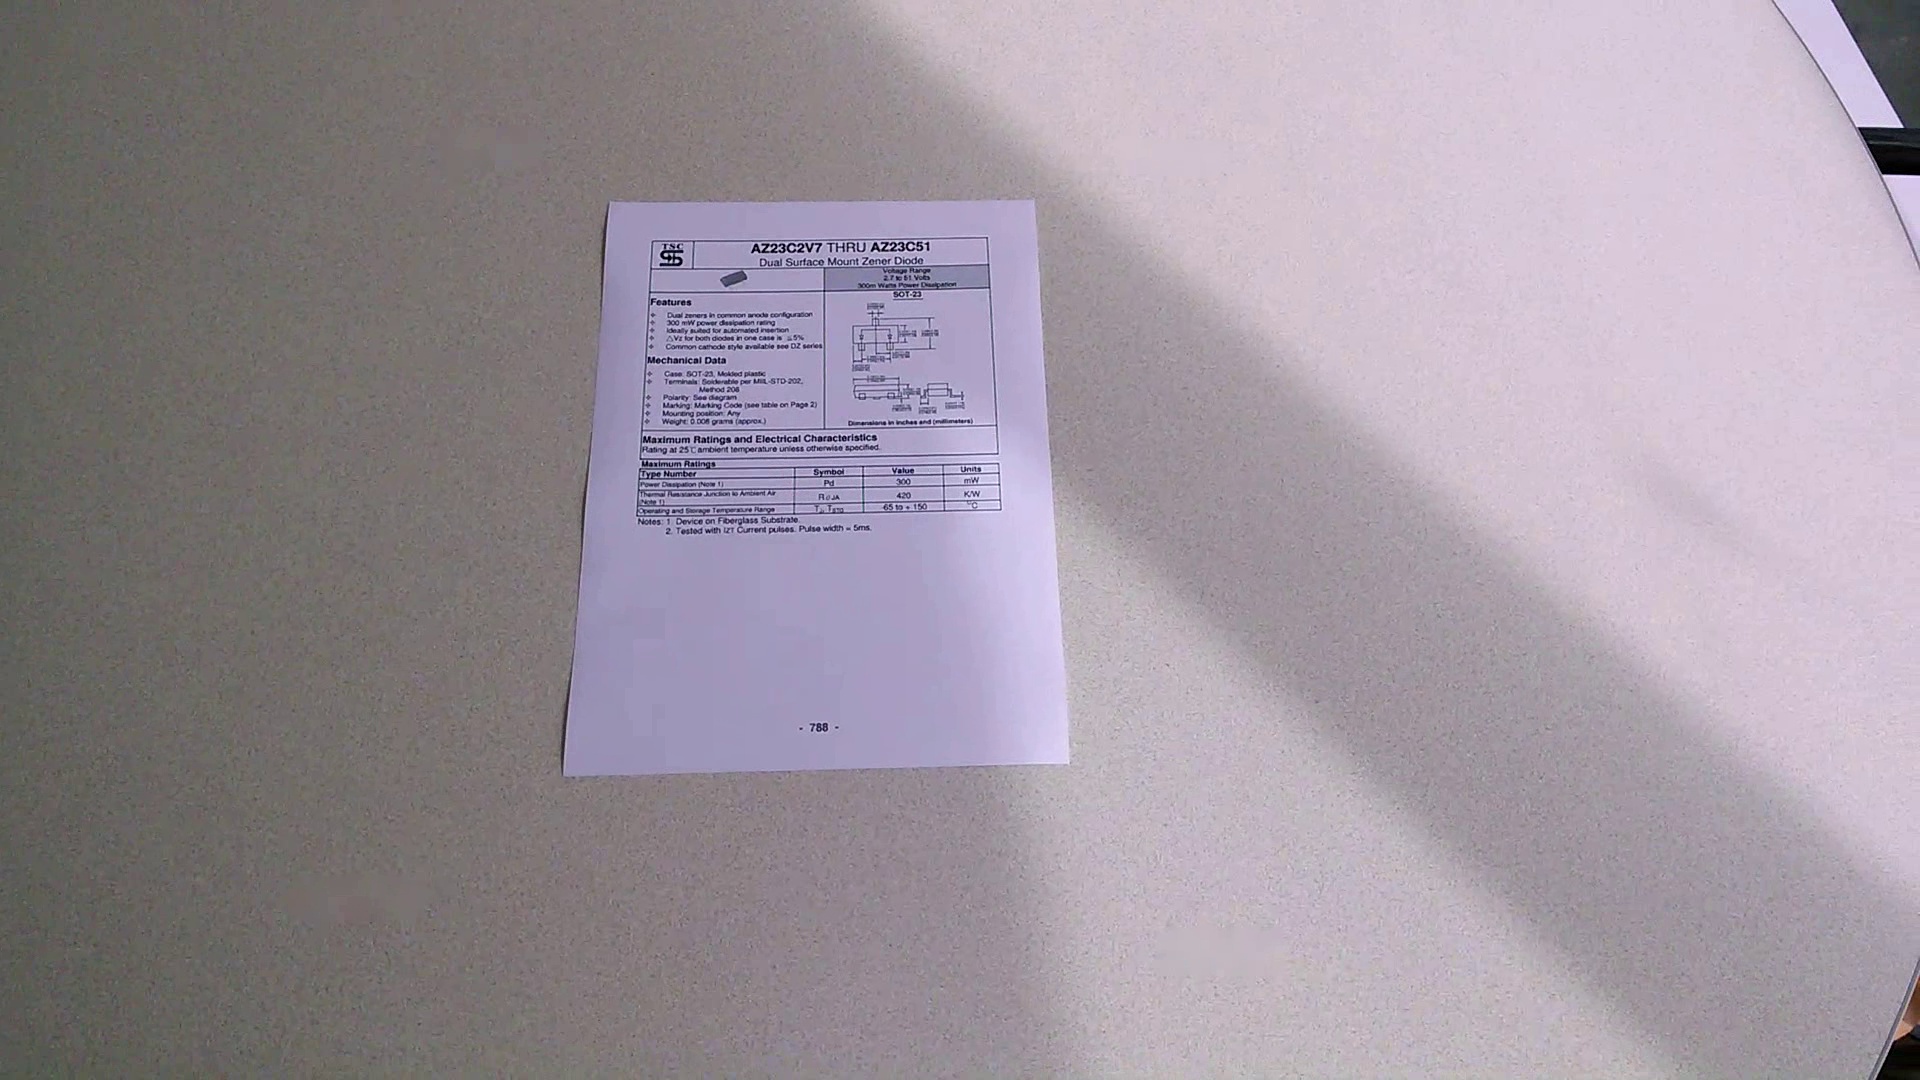 TSC
AZ23C2V7 THRU AZ23C51
Dual Surface Mount Zener Diode
Voltage Range
2.7 to 51 Volts
300m Watts Power Dissipation
SOT-23
Features
Dual zeners in common anode configuration
300 mW power dissipation rating
Ideally suited for automated insertion
△Vz for both diodes in one case is ≦5%
Common cathode style available see DZ series
Mechanical Data
Case: SOT-23, Molded plastic
Terminals: Solderable per MIL-STD-202,
Method 208
Polarity: See diagram
Marking: Marking Code (see table on Page 2)
Mounting position: Any
Weight: 0.008 grams (approx.)
Dimensions in inches and (millimeters)
Maximum Ratings and Electrical Characteristics
Rating at 25℃ ambient temperature unless otherwise specified.
Maximum Ratings
Type Number Symbol Value Units
Power Dissipation (Note 1) Pd 300 mW
Thermal Resistance Junction to Ambient Air (Note 1) RθJA 420 K/W
Operating and Storage Temperature Range TJ, TSTG -65 to + 150 °C
Notes: 1. Device on Fiberglass Substrate.
2. Tested with IZT Current pulses. Pulse width = 5ms.
- 788 -